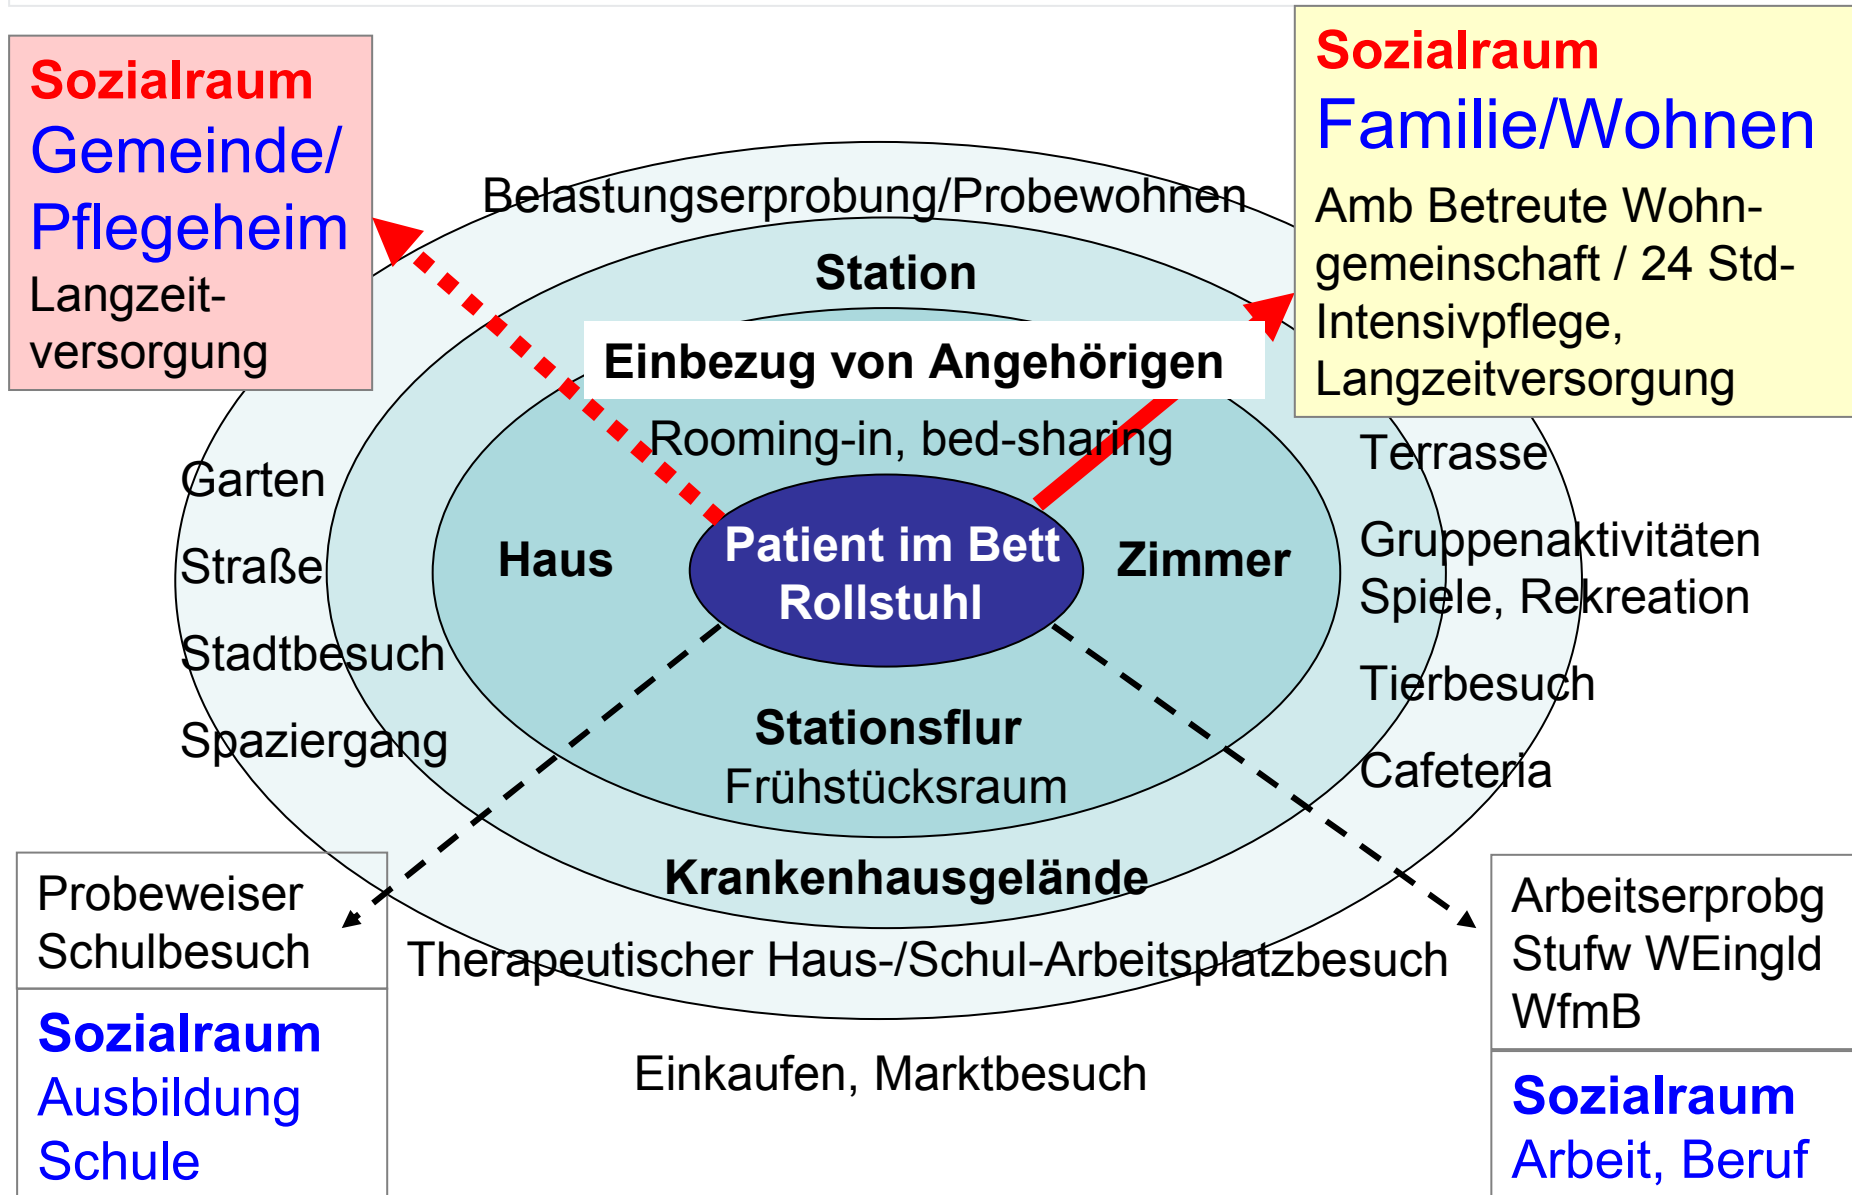 Sozialraum
Gemeinde/
Pflegeheim
Langzeit-
versorgung
Sozialraum
Familie/Wohnen
Amb Betreute Wohn-
gemeinschaft / 24 Std-
Intensivpflege,
Langzeitversorgung
Belastungserprobung/Probewohnen
Station
Einbezug von Angehörigen
Rooming-in, bed-sharing
Garten
Straße
Stadtbesuch
Spaziergang
Haus
Patient im Bett
Rollstuhl
Zimmer
Terrasse
Gruppenaktivitäten
Spiele, Rekreation
Tierbesuch
Cafeteria
Stationsflur
Frühstücksraum
Krankenhausgelände
Therapeutischer Haus-/Schul-Arbeitsplatzbesuch
Einkaufen, Marktbesuch
Probeweiser
Schulbesuch
Sozialraum
Ausbildung
Schule
Arbeitserprobg
Stufw WEingld
WfmB
Sozialraum
Arbeit, Beruf